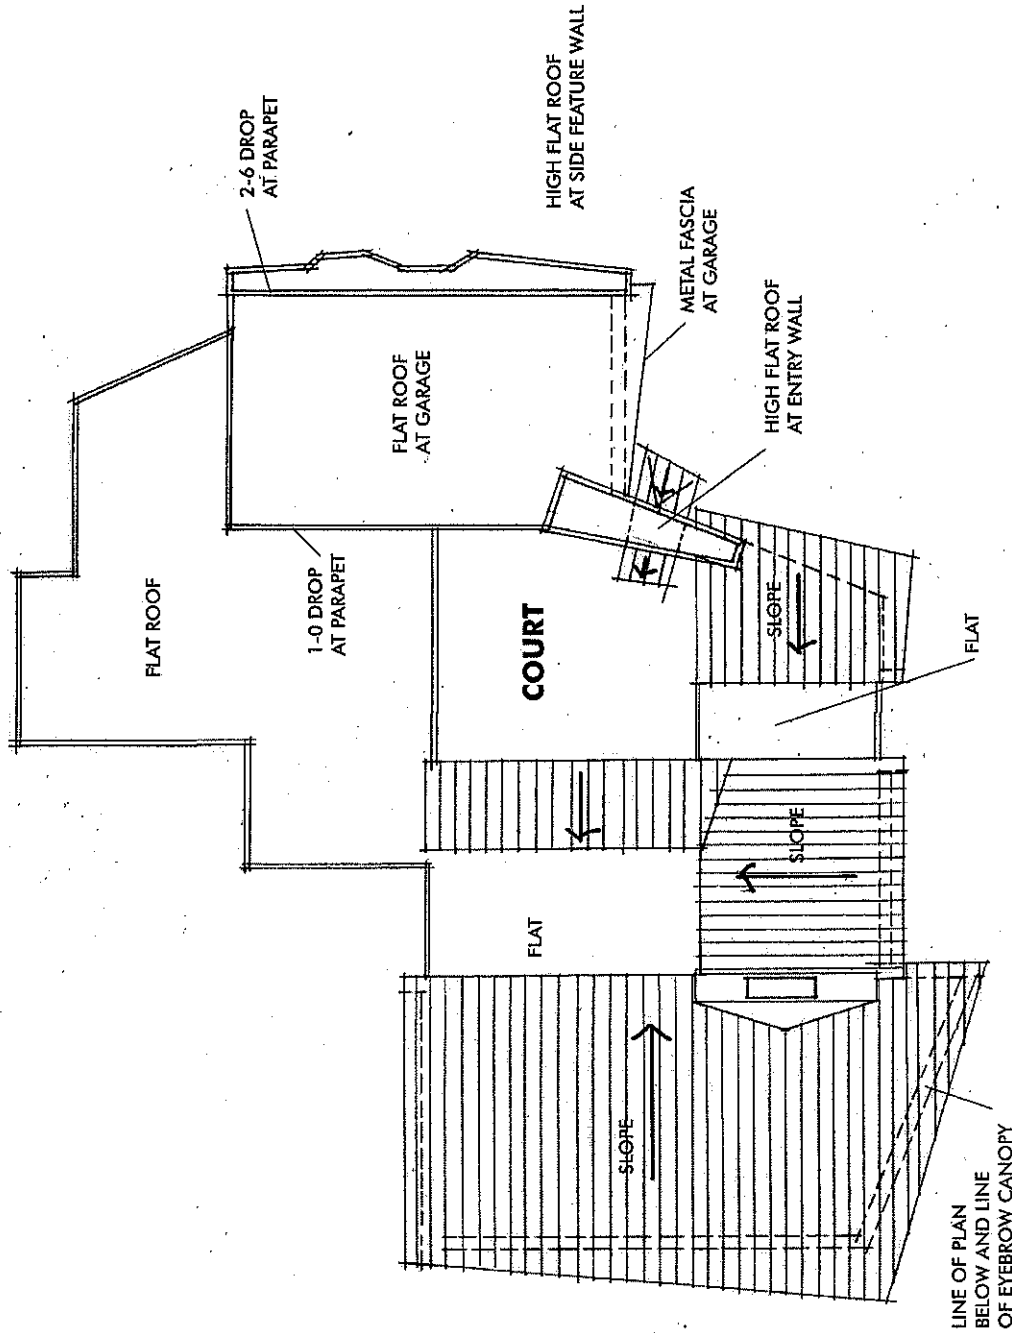 2-6 DROP
AT PARAPET
HIGH FLAT ROOF
AT SIDE FEATURE WALL
METAL FASCIA
AT GARAGE
FLAT ROOF
AT GARAGE
HIGH FLAT ROOF
AT ENTRY WALL
FLAT ROOF
1-0 DROP
AT PARAPET
COURT
SLOPE
FLAT
SLOPE
FLAT
SLOPE
LINE OF PLAN
BELOW AND LINE
OF EYEBROW CANOPY